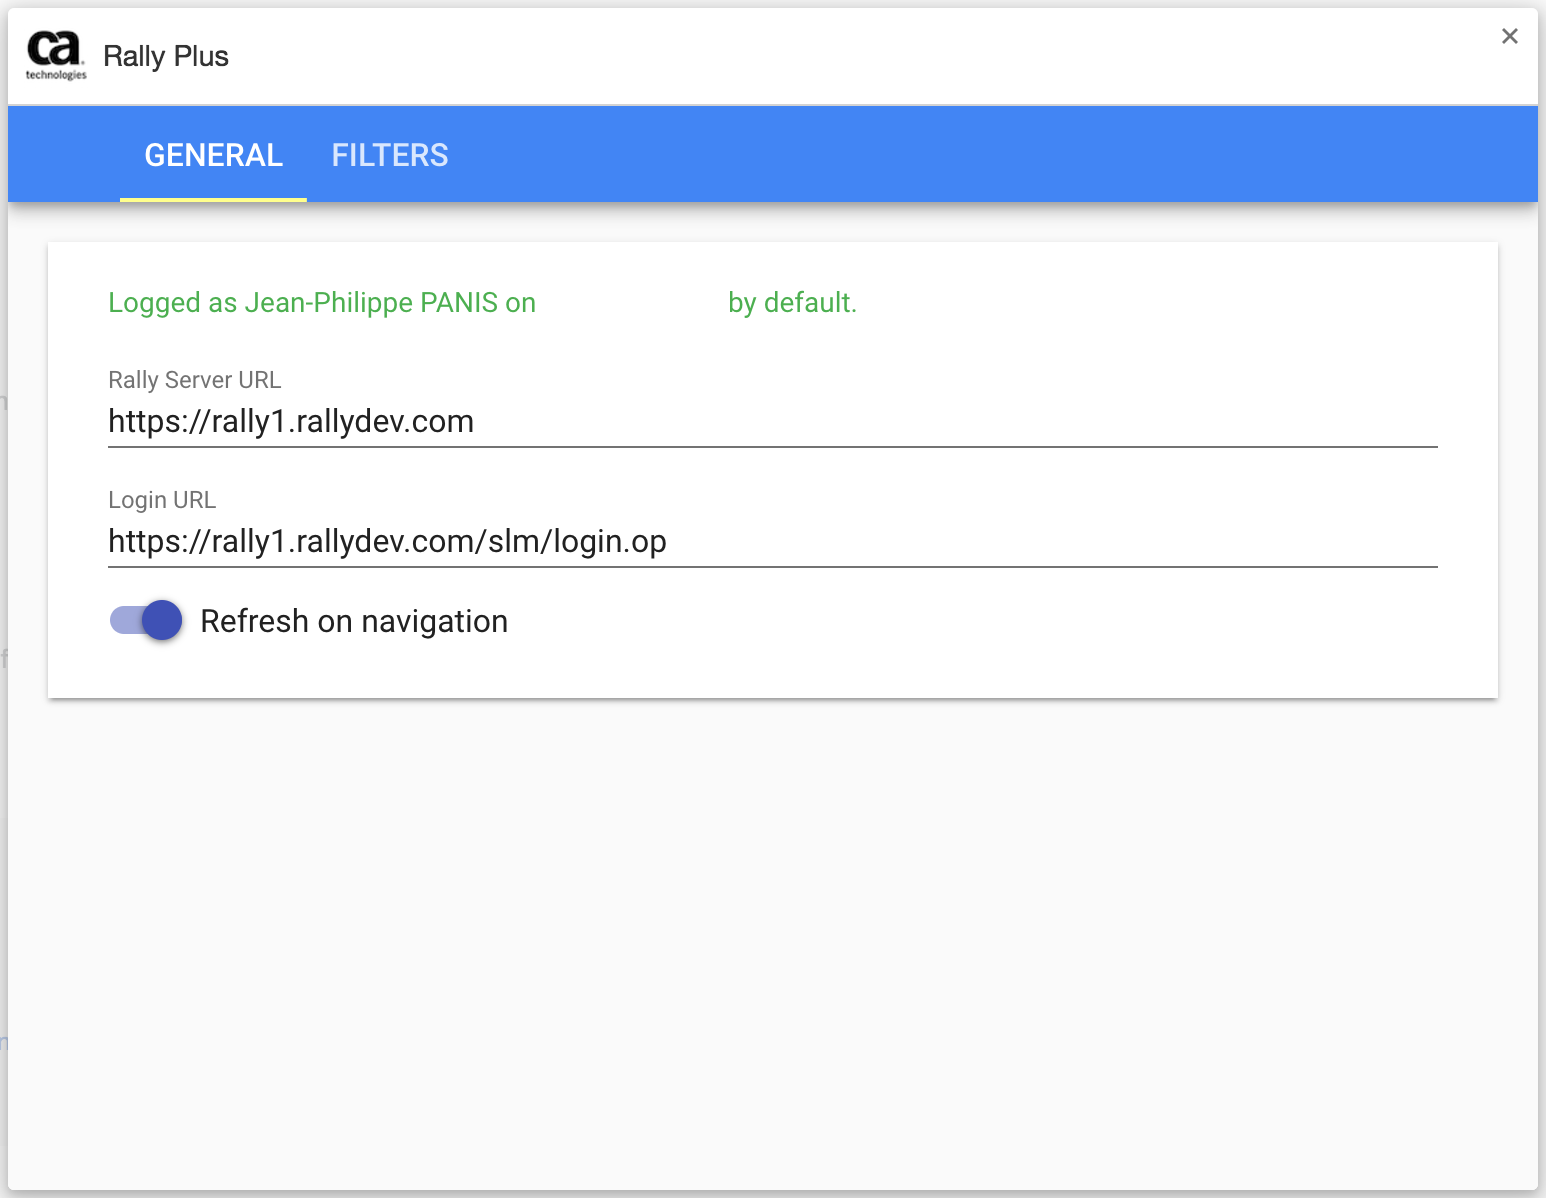 ca
technologies
Rally Plus
GENERAL FILTERS
Logged as Jean-Philippe PANIS on by default.
Rally Server URL
https://rally1.rallydev.com
Login URL
https://rally1.rallydev.com/slm/login.op
Refresh on navigation